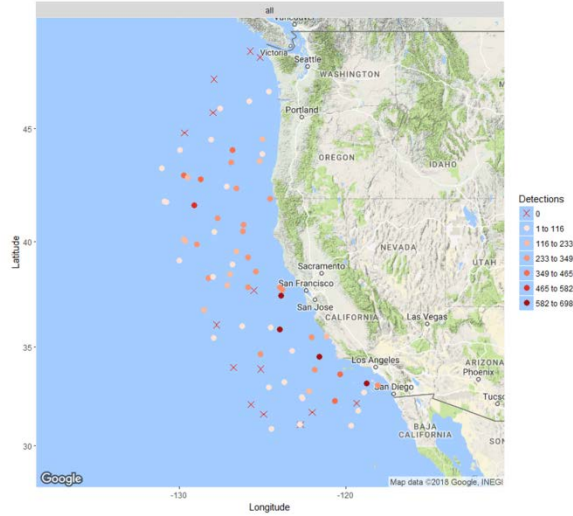 all
Vancouver
Victoria
Seattle
WASHINGTON
Portland
OREGON
IDAHO
NEVADA
UTAH
Sacramento
San Francisco
San Jose
CALIFORNIA
Las Vegas
Los Angeles
ARIZONA
Phoenix
San Diego
Tucs
BAJA
CALIFORNIA
SON
Google
Map data ©2018 Google, INEGI
45
40
35
30
-130
-120
Latitude
Longitude
Detections
0
1 to 116
116 to 233
233 to 349
349 to 465
465 to 582
582 to 698